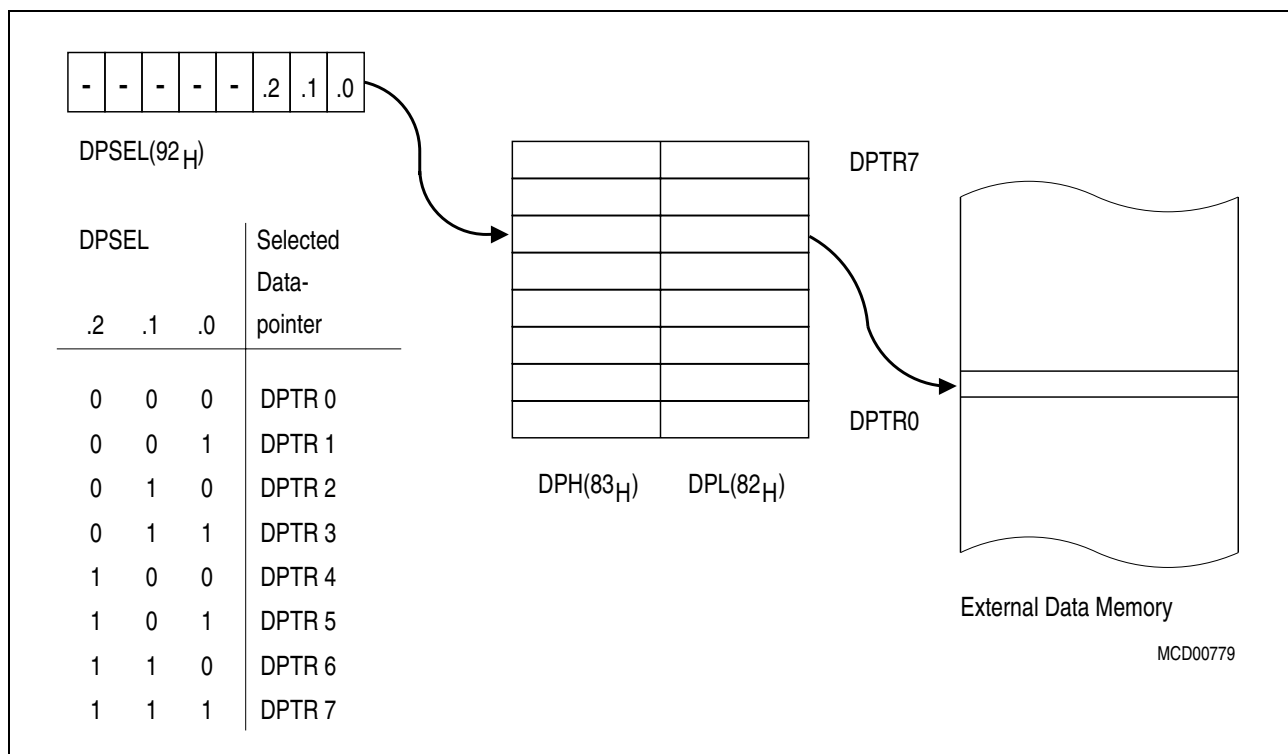 - - - - - .2 .1 .0
DPSEL(92H)
DPSEL Selected
Data-
.2 .1 .0 pointer
0 0 0 DPTR 0
0 0 1 DPTR 1
0 1 0 DPTR 2
0 1 1 DPTR 3
1 0 0 DPTR 4
1 0 1 DPTR 5
1 1 0 DPTR 6
1 1 1 DPTR 7
DPTR7
DPTR0
DPH(83H) DPL(82H)
External Data Memory
MCD00779